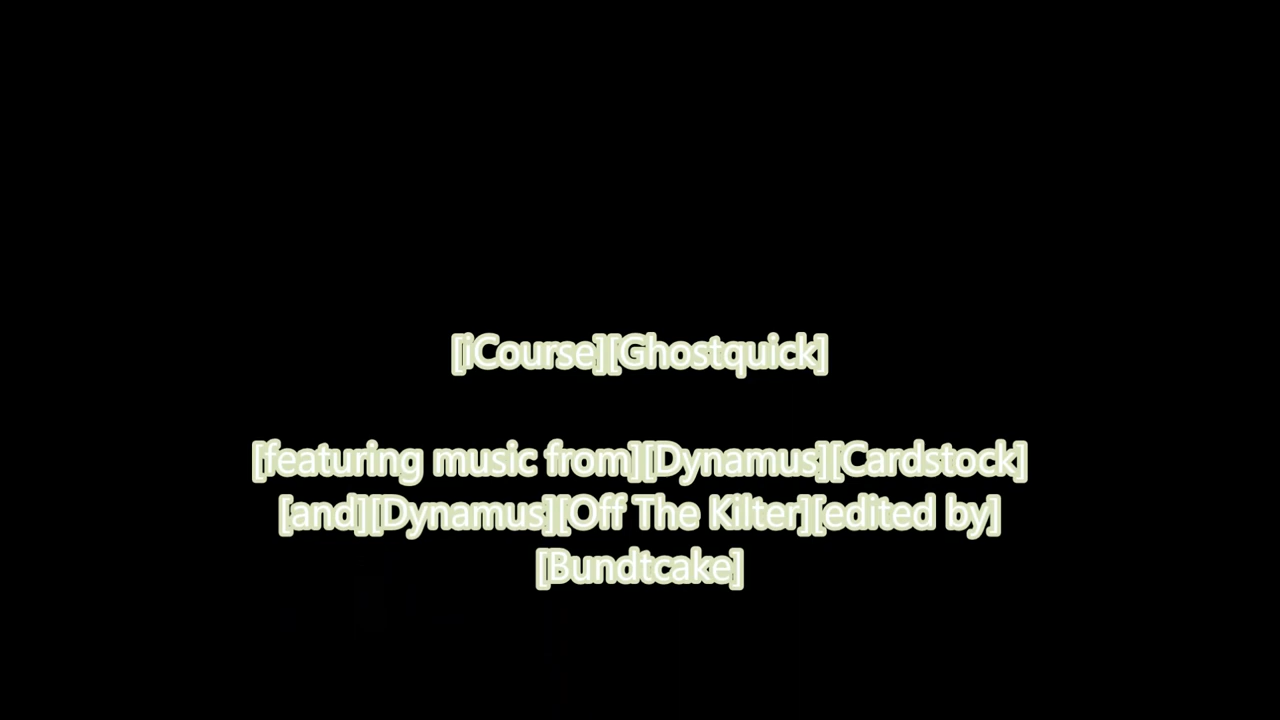 [iCourse][Ghostquick]
[featuring music from][Dynamus][Cardstock]
[and][Dynamus][Off The Kilter][edited by]
[Bundtcake]